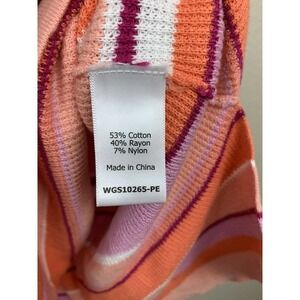 53% Cotton
40% Rayon
7% Nylon
Made in China
WGS10265-PE